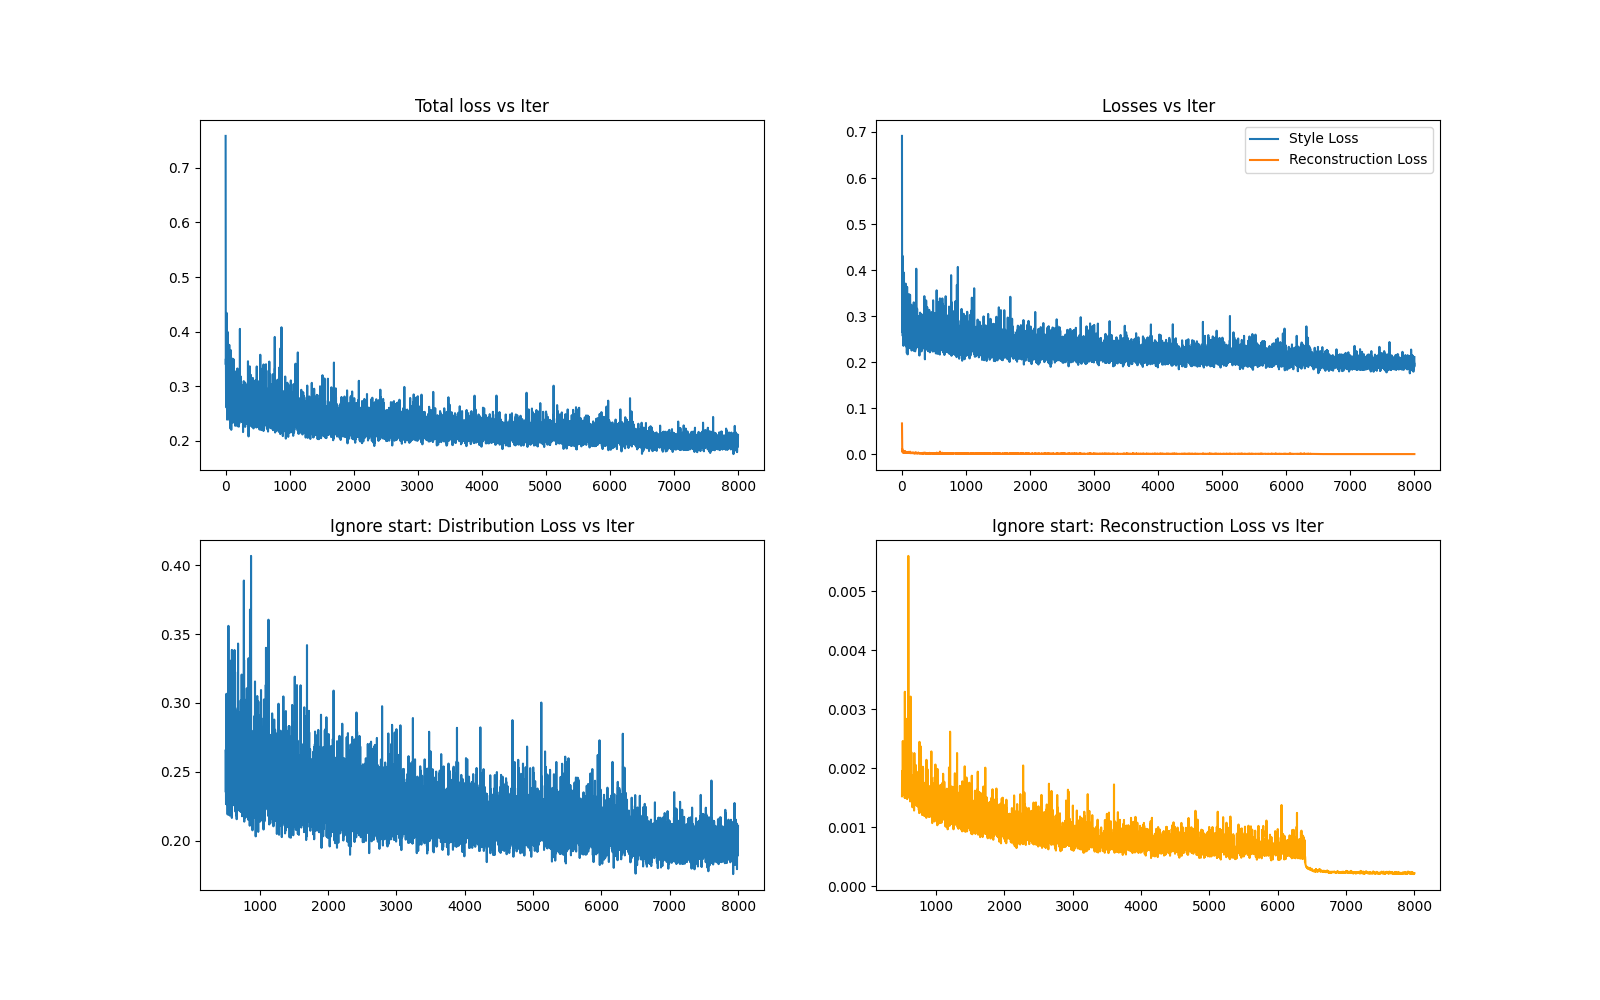 Total loss vs Iter
0.7
0.6
0.5
0.4
0.3
0.2
0 1000 2000 3000 4000 5000 6000 7000 8000
Losses vs Iter
Style Loss
Reconstruction Loss
0.7
0.6
0.5
0.4
0.3
0.2
0.1
0.0
0 1000 2000 3000 4000 5000 6000 7000 8000
Ignore start: Distribution Loss vs Iter
0.40
0.35
0.30
0.25
0.20
1000 2000 3000 4000 5000 6000 7000 8000
Ignore start: Reconstruction Loss vs Iter
0.005
0.004
0.003
0.002
0.001
0.000
1000 2000 3000 4000 5000 6000 7000 8000